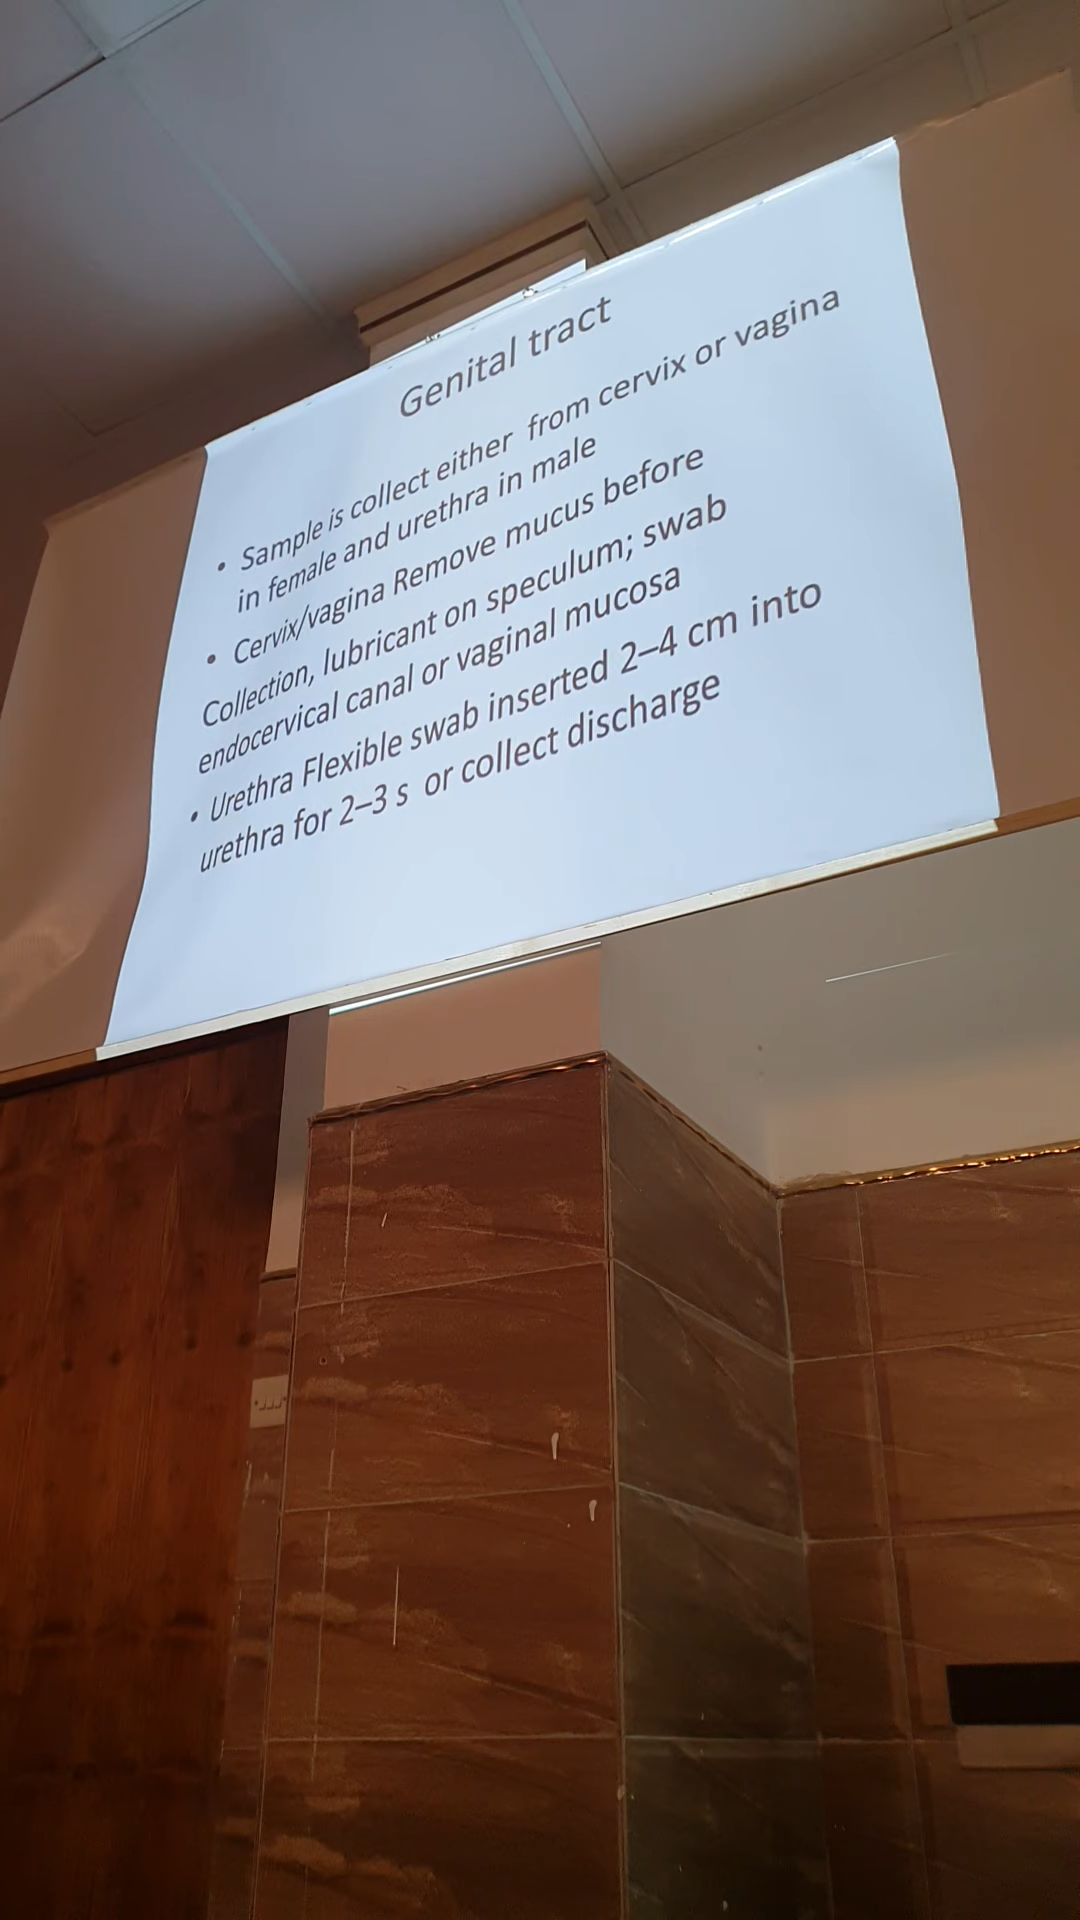 Genital tract
• Sample is collect either from cervix or vagina
in female and urethra in male
• Cervix/vagina Remove mucus before
Collection, lubricant on speculum; swab
endocervical canal or vaginal mucosa
• Urethra Flexible swab inserted 2–4 cm into
urethra for 2–3 s or collect discharge